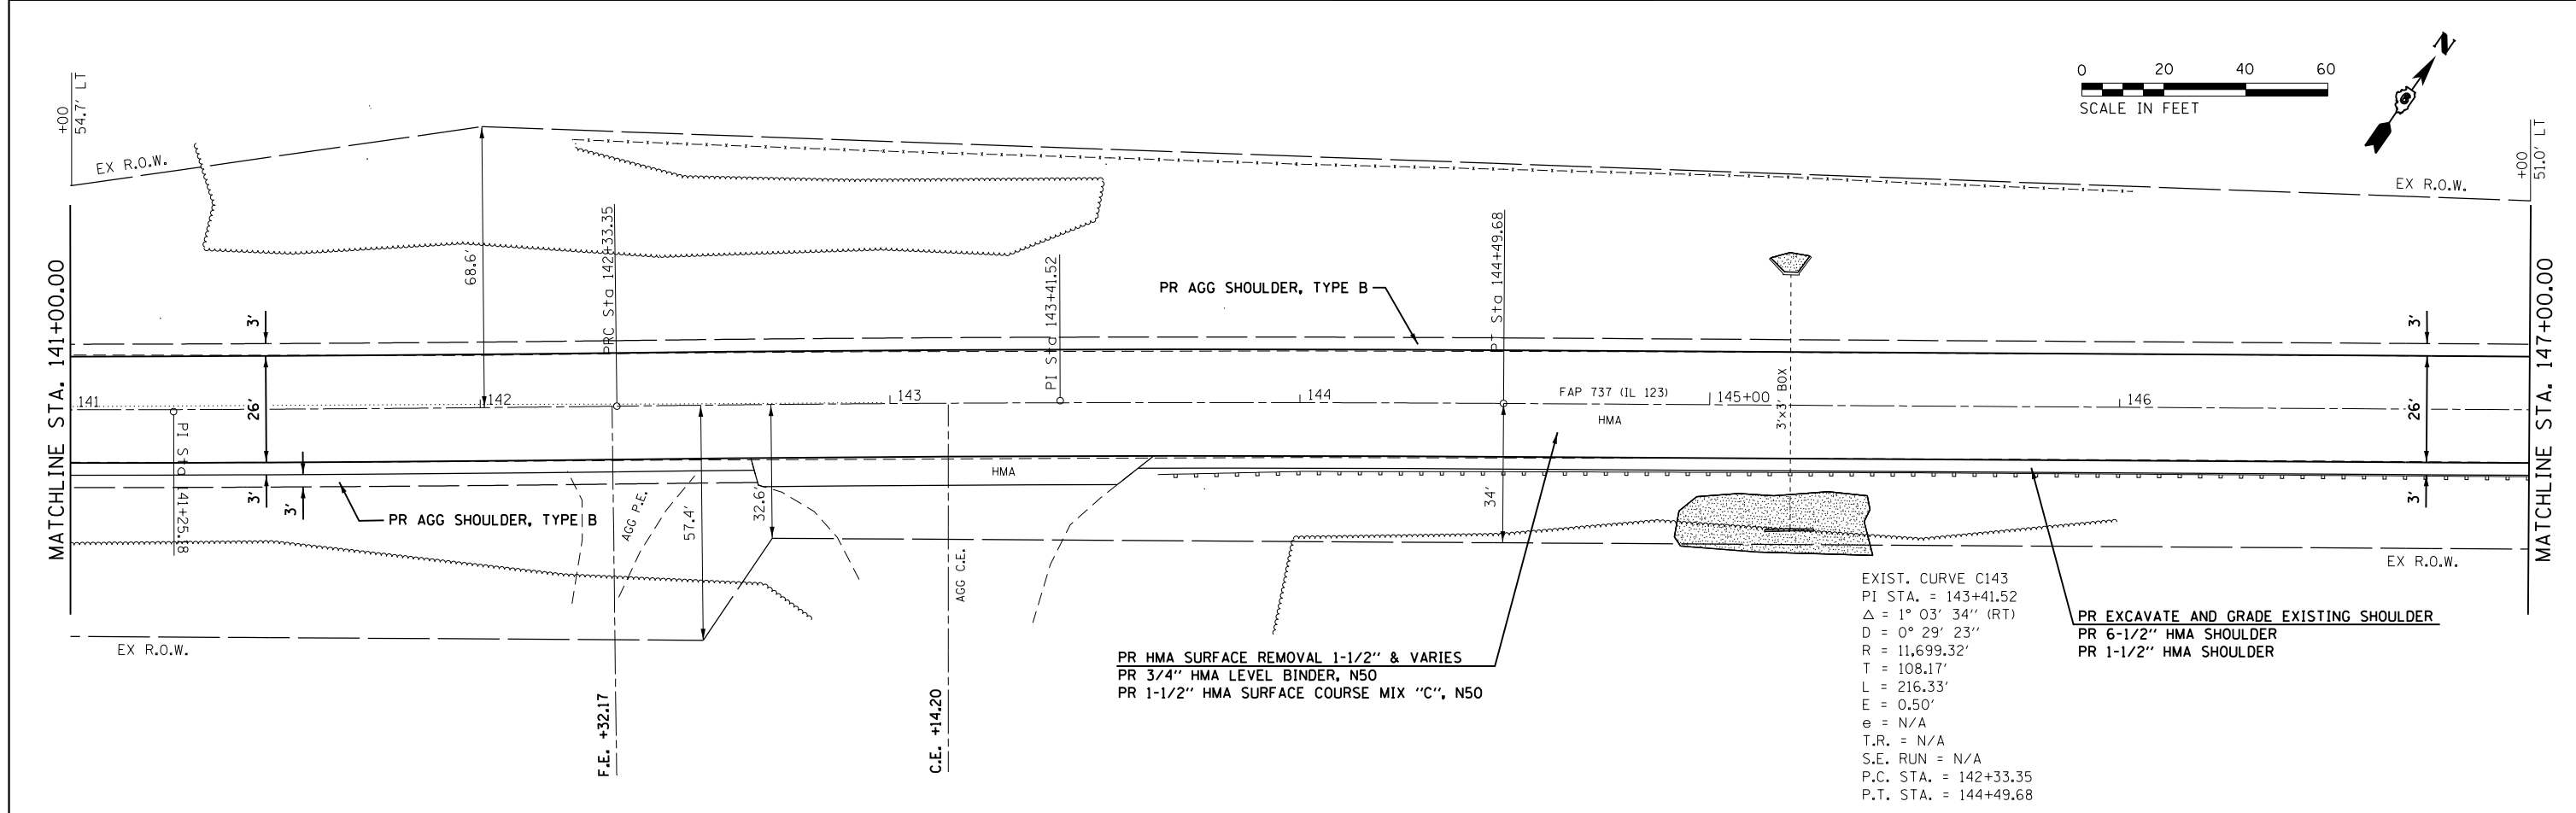 +00
54.7' LT
EX R.O.W.
0 20 40 60
SCALE IN FEET
N
+00
51.0' LT
EX R.O.W.
MATCHLINE STA. 141+00.00
MATCHLINE STA. 147+00.00
68.6'
PRC Sta 142+33.35
PI Sta 143+41.52
PT Sta 144+49.68
PR AGG SHOULDER, TYPE B
3'
3'
141
142
143
144
FAP 737 (IL 123)
145+00
146
HMA
3'x3' BOX
26'
26'
PI Sta 141+25.18
HMA
3'
3'
3'
PR AGG SHOULDER, TYPE B
AGG P.E.
57.4'
32.6'
34'
AGG C.E.
EX R.O.W.
EX R.O.W.
F.E. +32.17
C.E. +14.20
PR HMA SURFACE REMOVAL 1-1/2" & VARIES
PR 3/4" HMA LEVEL BINDER, N50
PR 1-1/2" HMA SURFACE COURSE MIX "C", N50
EXIST. CURVE C143
PI STA. = 143+41.52
Δ = 1° 03' 34" (RT)
D = 0° 29' 23"
R = 11,699.32'
T = 108.17'
L = 216.33'
E = 0.50'
e = N/A
T.R. = N/A
S.E. RUN = N/A
P.C. STA. = 142+33.35
P.T. STA. = 144+49.68
PR EXCAVATE AND GRADE EXISTING SHOULDER
PR 6-1/2" HMA SHOULDER
PR 1-1/2" HMA SHOULDER